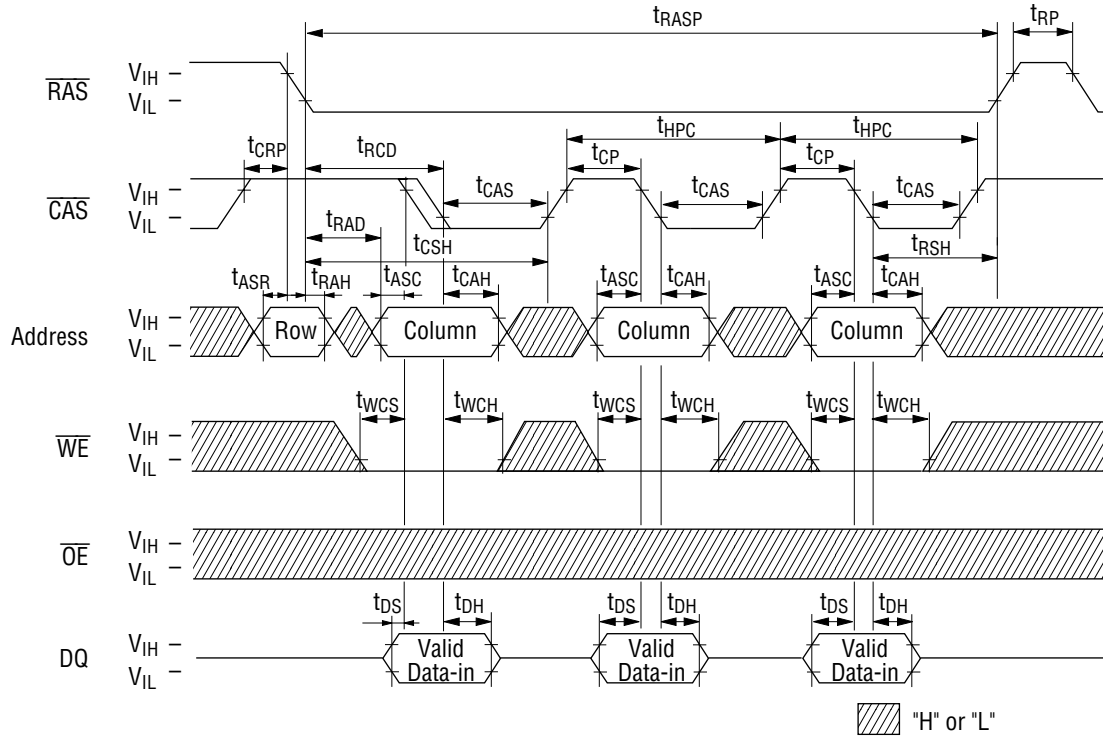 tRASP tRP
RAS VIH VIL
tCRP tRCD tHPC tHPC
tCP tCP
CAS VIH VIL
tCAS tCAS tCAS
tRAD tCSH tRSH
tASR tRAH tASC tCAH tASC tCAH tASC tCAH
Address VIH VIL
Row Column Column Column
tWCS tWCH tWCS tWCH tWCS tWCH
WE VIH VIL
OE VIH VIL
tDS tDH tDS tDH tDS tDH
DQ VIH VIL
Valid Data-in
Valid Data-in
Valid Data-in
"H" or "L"